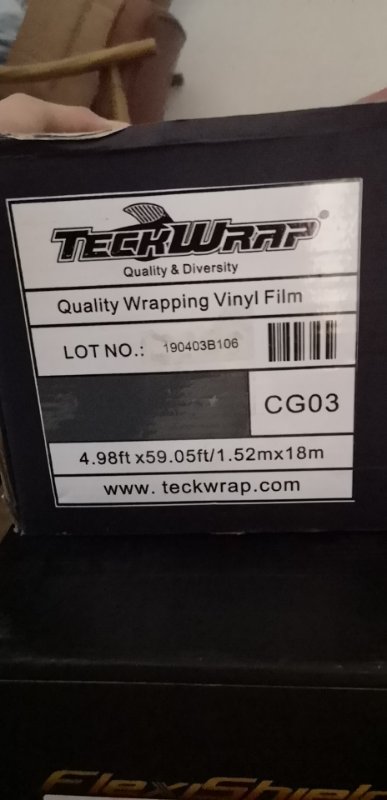 TECKWRAP®
Quality & Diversity
Quality Wrapping Vinyl Film
LOT NO.: 190403B106
CG03
4.98ft x59.05ft/1.52mx18m
www. teckwrap.com
FlexiShield